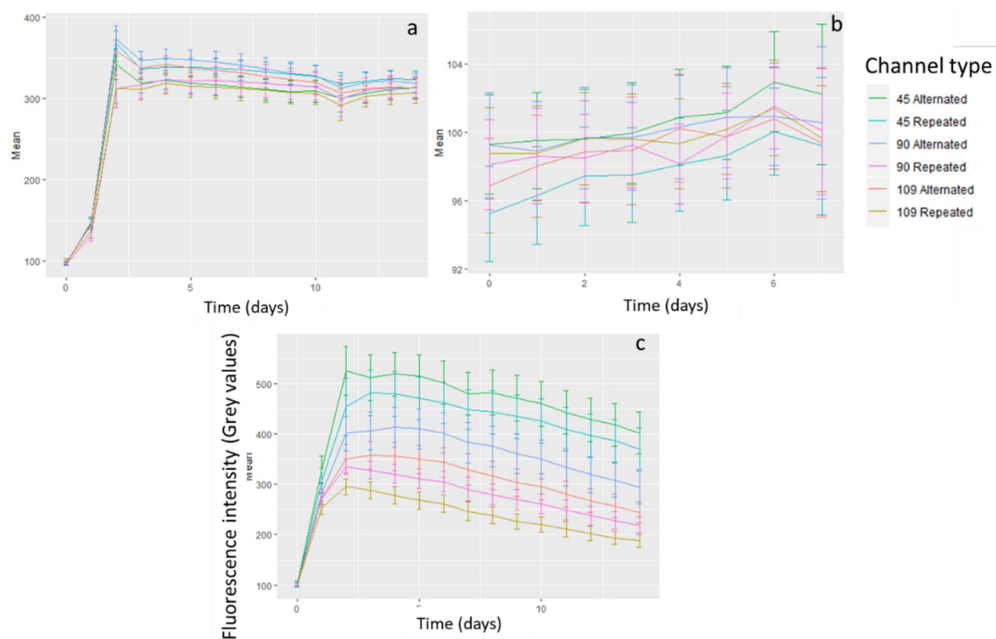 a
400
300
200
100
Mean
0
5
10
Time (days)
b
104
100
96
92
Mean
0
2
4
6
Time (days)
Channel type
45 Alternated
45 Repeated
90 Alternated
90 Repeated
109 Alternated
109 Repeated
c
500
400
300
200
100
Fluorescence intensity (Grey values)
Mean
0
10
Time (days)